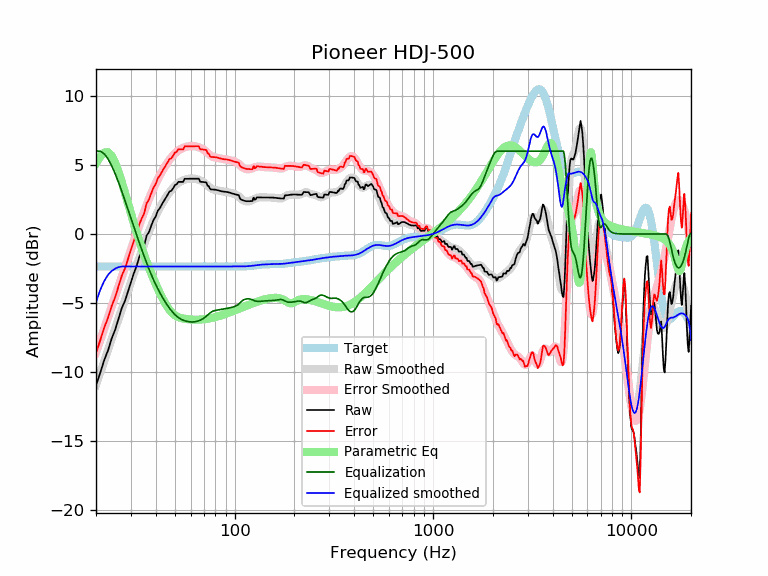 Pioneer HDJ-500
Amplitude (dBr)
10
5
0
−5
−10
−15
−20
Target
Raw Smoothed
Error Smoothed
Raw
Error
Parametric Eq
Equalization
Equalized smoothed
100
1000
10000
Frequency (Hz)